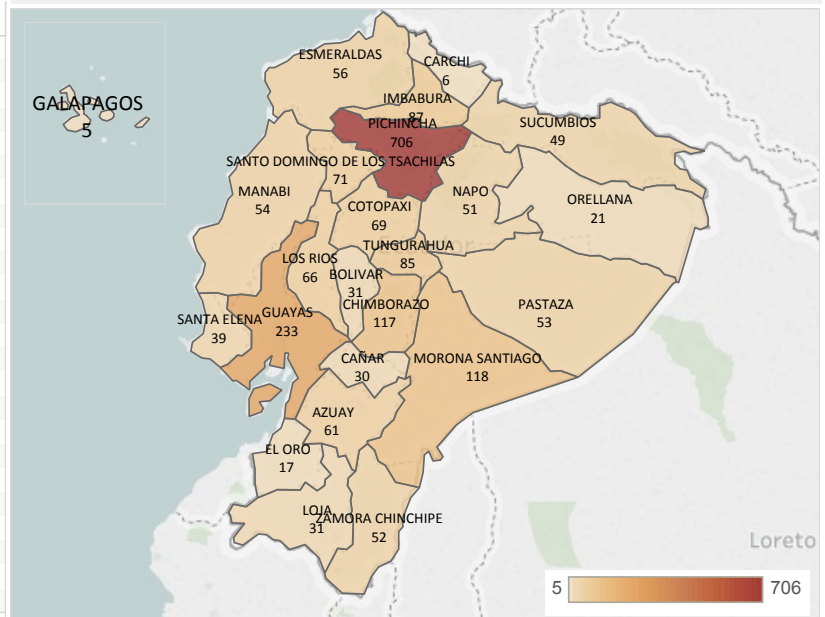 ESMERALDAS
56
CARCHI
6
GALAPAGOS
5
IMBABURA
87
PICHINCHA
706
SUCUMBIOS
49
SANTO DOMINGO DE LOS TSACHILAS
71
MANABI
54
NAPO
51
ORELLANA
21
COTOPAXI
69
TUNGURAHUA
85
LOS RIOS
66
BOLIVAR
31
CHIMBORAZO
117
PASTAZA
53
SANTA ELENA
39
GUAYAS
233
CAÑAR
30
MORONA SANTIAGO
118
AZUAY
61
EL ORO
17
LOJA
31
ZAMORA CHINCHIPE
52
Loreto
5 706